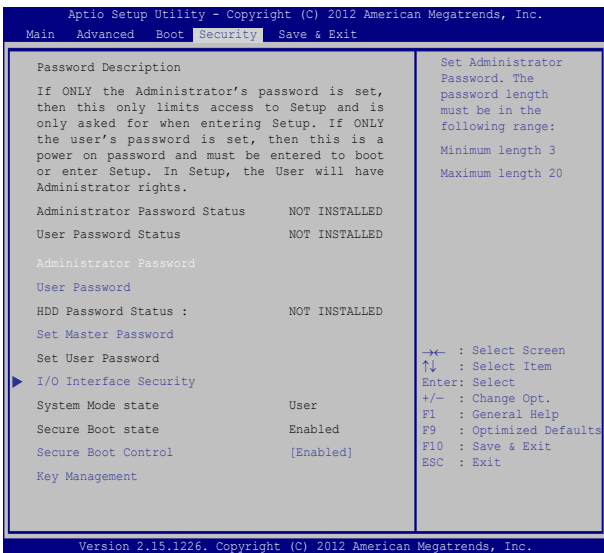 Aptio Setup Utility - Copyright (C) 2012 American Megatrends, Inc.
Main Advanced Boot Security Save & Exit
Password Description
If ONLY the Administrator's password is set,
then this only limits access to Setup and is
only asked for when entering Setup. If ONLY
the user's password is set, then this is a
power on password and must be entered to boot
or enter Setup. In Setup, the User will have
Administrator rights.
Administrator Password Status NOT INSTALLED
User Password Status NOT INSTALLED
Administrator Password
User Password
HDD Password Status : NOT INSTALLED
Set Master Password
Set User Password
I/O Interface Security
System Mode state User
Secure Boot state Enabled
Secure Boot Control [Enabled]
Key Management
Set Administrator
Password. The
password length
must be in the
following range:
Minimum length 3
Maximum length 20
→← : Select Screen
↑↓ : Select Item
Enter: Select
+/— : Change Opt.
F1 : General Help
F9 : Optimized Defaults
F10 : Save & Exit
ESC : Exit
Version 2.15.1226. Copyright (C) 2012 American Megatrends, Inc.